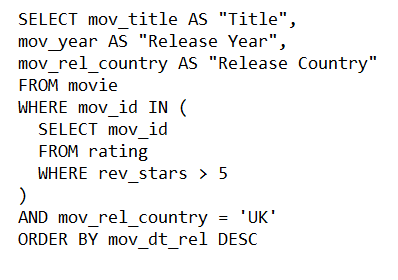 SELECT mov_title AS "Title",
mov_year AS "Release Year",
mov_rel_country AS "Release Country"
FROM movie
WHERE mov_id IN (
  SELECT mov_id
  FROM rating
  WHERE rev_stars > 5
)
AND mov_rel_country = 'UK'
ORDER BY mov_dt_rel DESC